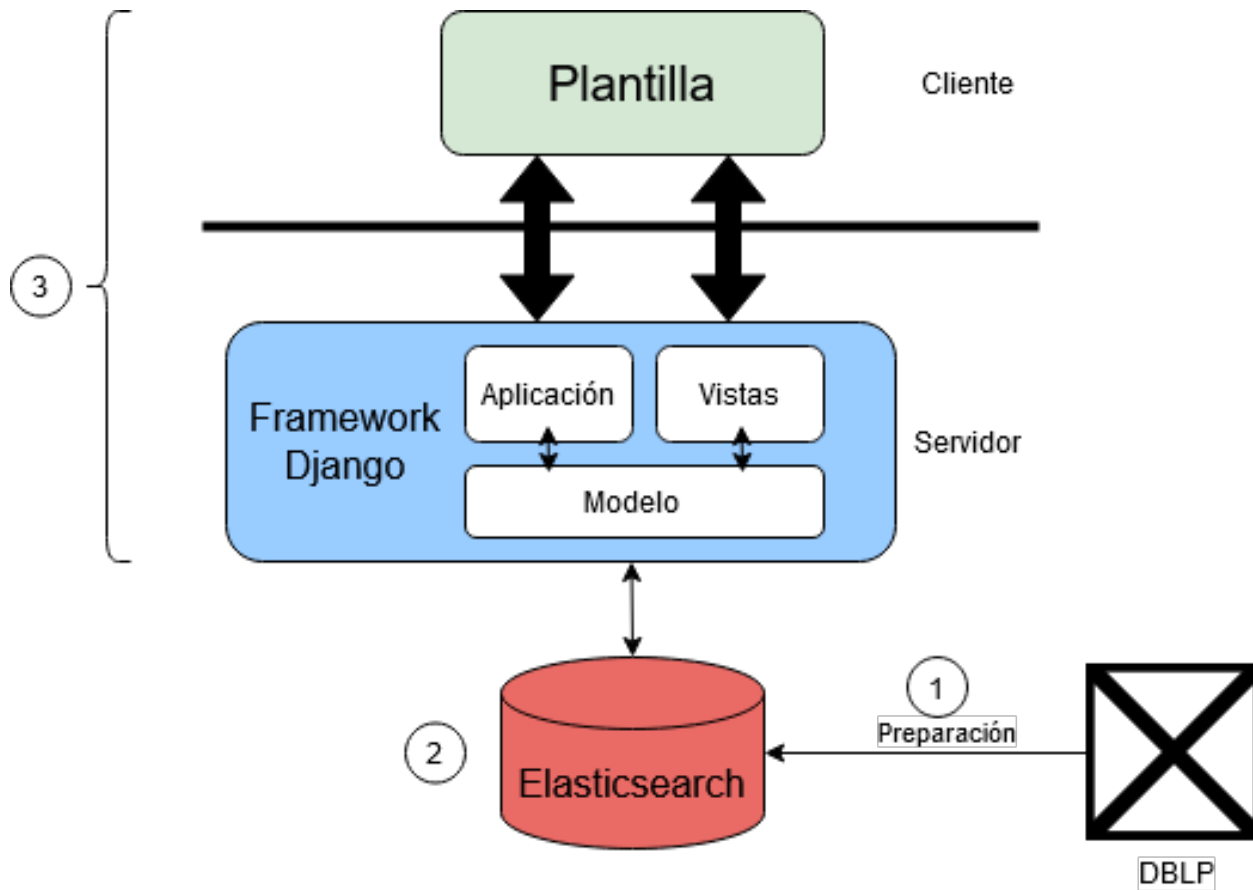 Plantilla
Cliente
3
Framework
Django
Aplicación
Vistas
Modelo
Servidor
1
Preparación
2
Elasticsearch
DBLP